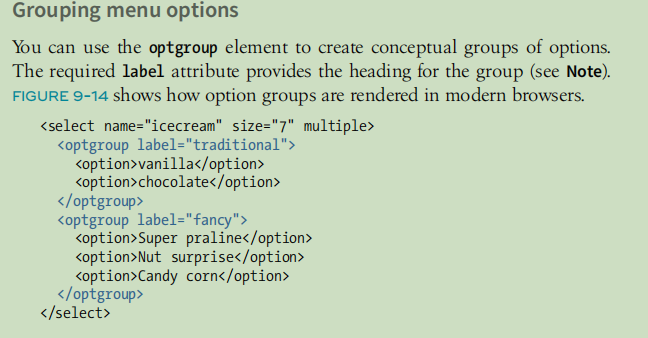 Grouping menu options
You can use the optgroup element to create conceptual groups of options.
The required label attribute provides the heading for the group (see Note).
FIGURE 9-14 shows how option groups are rendered in modern browsers.
<select name="icecream" size="7" multiple>
<optgroup label="traditional">
<option>vanilla</option>
<option>chocolate</option>
</optgroup>
<optgroup label="fancy">
<option>Super praline</option>
<option>Nut surprise</option>
<option>Candy corn</option>
</optgroup>
</select>